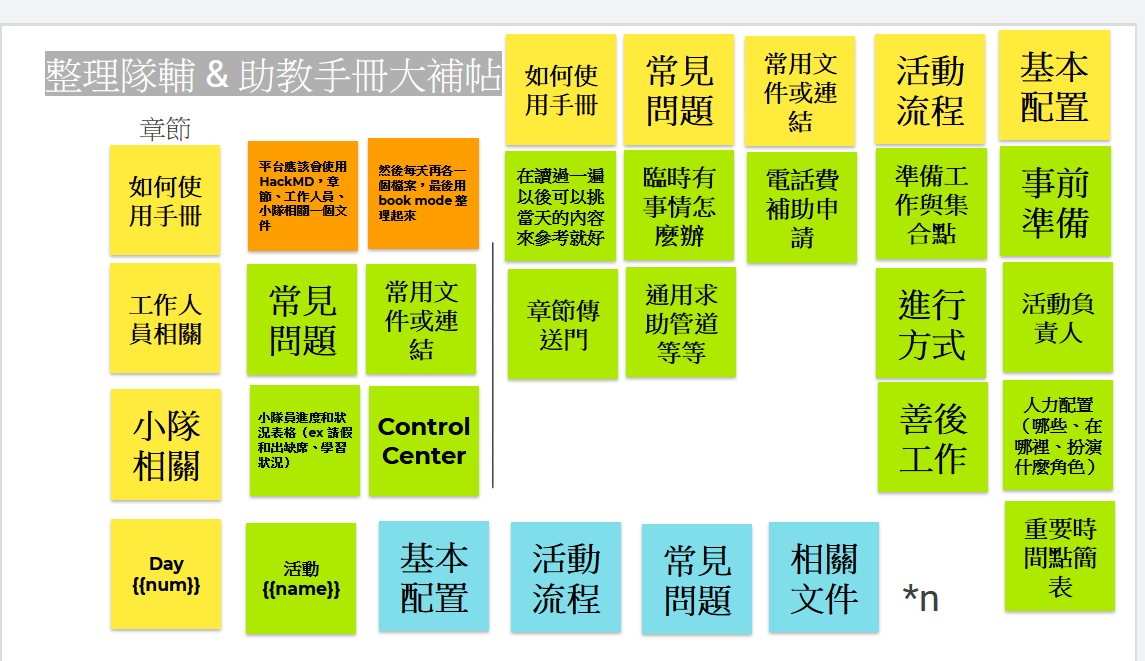 整理隊輔 & 助教手冊大補帖
章節
如何使
用手冊
平台應該會使用
HackMD，章
節、工作人員、
小隊相關一個文
件
然後每天再各一
個檔案，最後用
book mode 整
理起來
工作人
員相關
常見
問題
常用文
件或連
結
小隊
相關
小隊員進度和狀
況表格（ex 請假
和出缺席、學習
狀況）
Control
Center
如何使
用手冊
常見
問題
常用文
件或連
結
活動
流程
基本
配置
在讀過一遍
以後可以挑
當天的內容
來參考就好
臨時有
事情怎
麼辦
電話費
補助申
請
準備工
作與集
合點
事前
準備
章節傳
送門
通用求
助管道
等等
進行
方式
活動負
責人
善後
工作
人力配置
（哪些、在
哪裡、扮演
什麼角色）
重要時
間點簡
表
Day
{{num}}
活動
{{name}}
基本
配置
活動
流程
常見
問題
相關
文件
*n